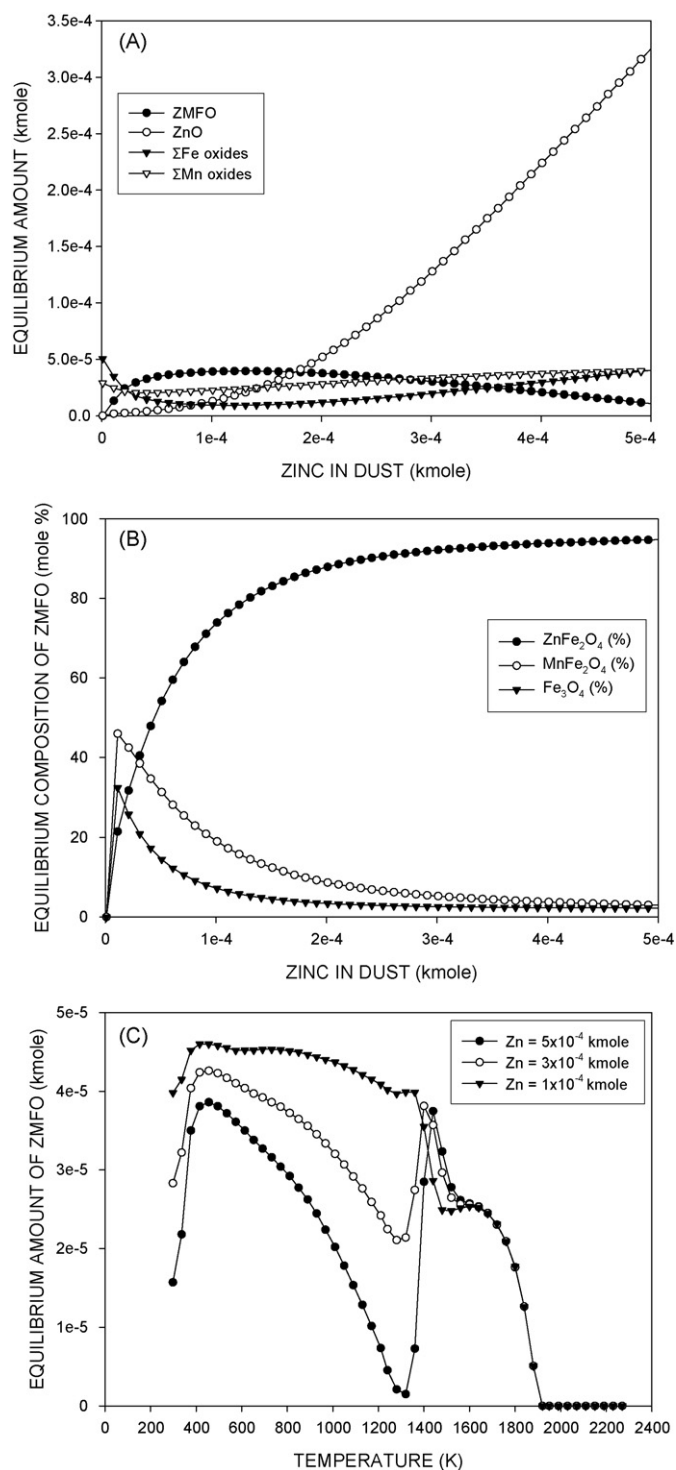 (A)
EQUILIBRIUM AMOUNT (kmole)
3.5e-4
3.0e-4
2.5e-4
2.0e-4
1.5e-4
1.0e-4
5.0e-5
0.0
ZMFO
ZnO
ΣFe oxides
ΣMn oxides
0 1e-4 2e-4 3e-4 4e-4 5e-4
ZINC IN DUST (kmole)
(B)
EQUILIBRIUM COMPOSITION OF ZMFO (mole %)
100
80
60
40
20
0
ZnFe₂O₄ (%)
MnFe₂O₄ (%)
Fe₃O₄ (%)
0 1e-4 2e-4 3e-4 4e-4 5e-4
ZINC IN DUST (kmole)
(C)
EQUILIBRIUM AMOUNT OF ZMFO (kmole)
5e-5
4e-5
3e-5
2e-5
1e-5
0
Zn = 5x10⁻⁴ kmole
Zn = 3x10⁻⁴ kmole
Zn = 1x10⁻⁴ kmole
0 200 400 600 800 1000 1200 1400 1600 1800 2000 2200 2400
TEMPERATURE (K)